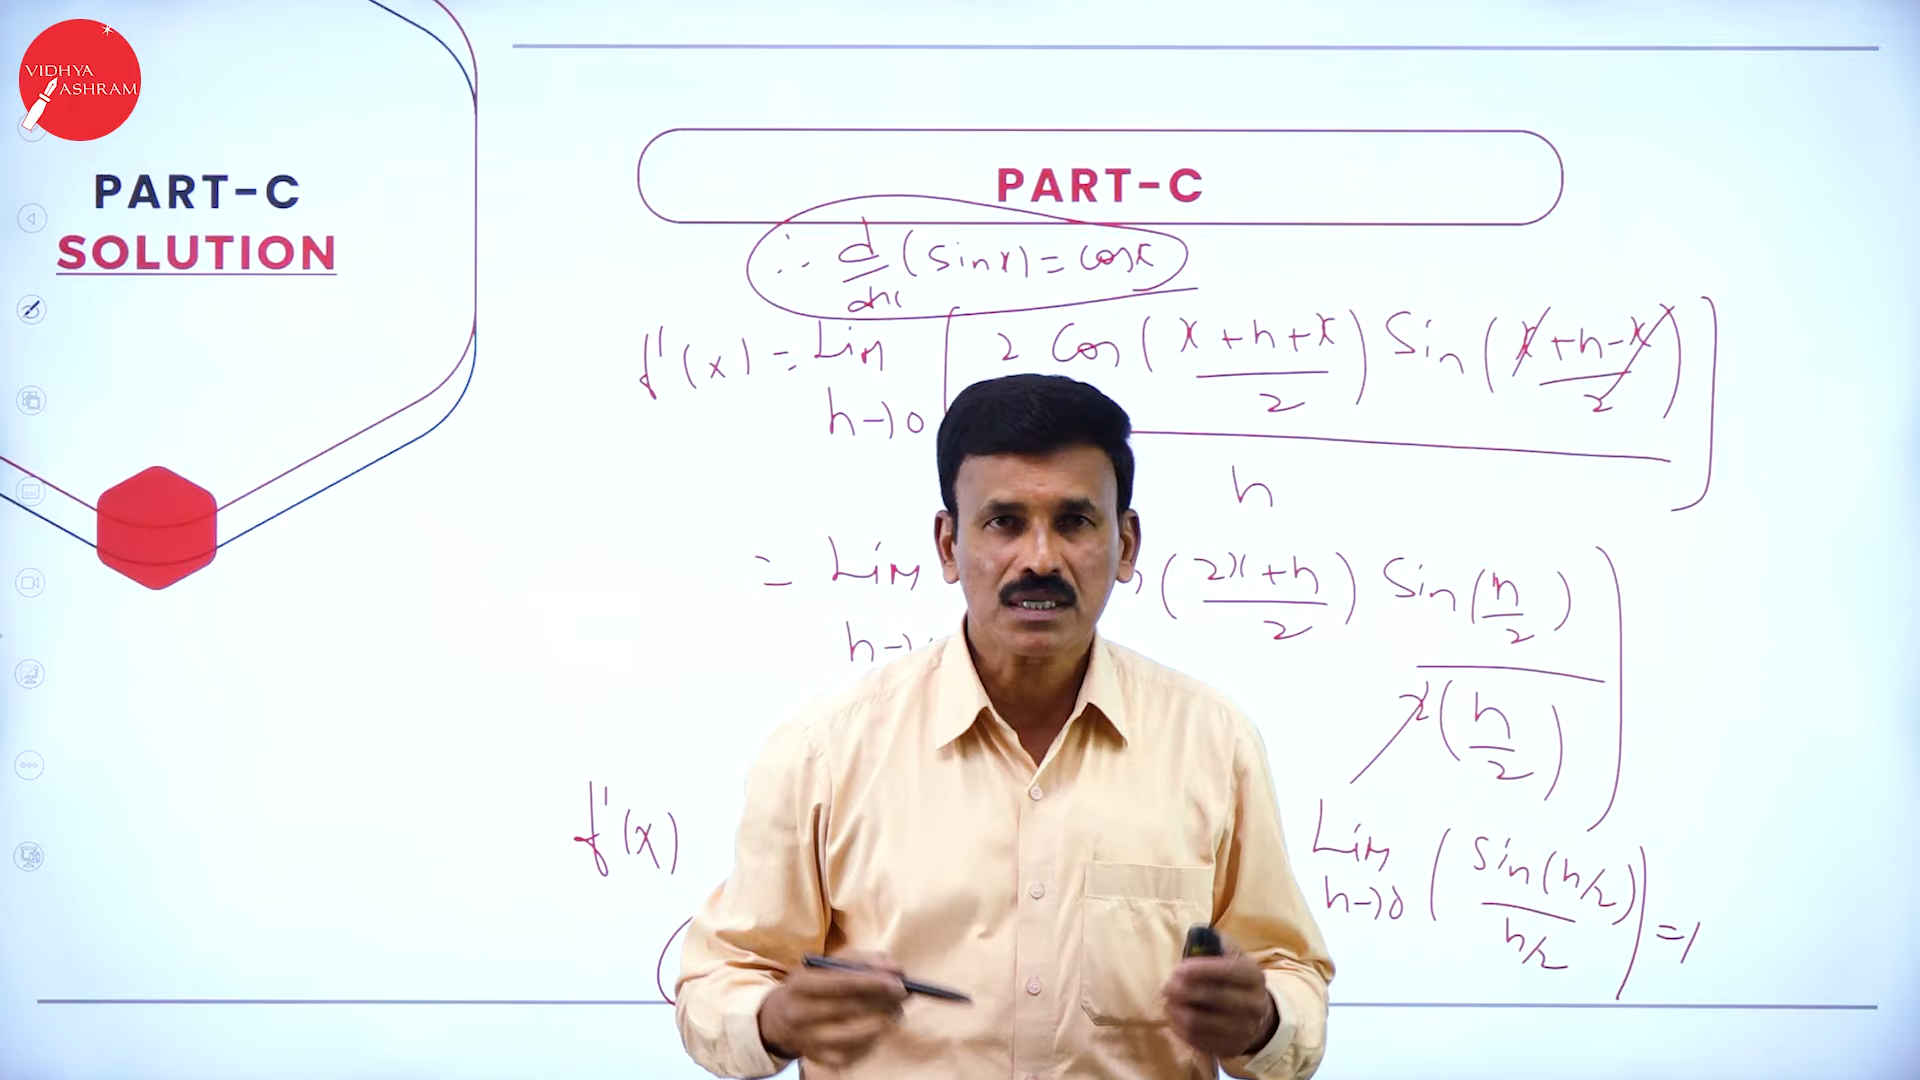 VIDHYA
ASHRAM
PART-C
SOLUTION
PART-C
∴ d/dx (sin x) = cos x
f'(x) = Lim h→0 [ 2 Cos ( x+h+x / 2 ) Sin ( x+h-x / 2 ) / h ]
= Lim h→ ( 2x+h / 2 ) Sin ( h / 2 ) / 2 ( h / 2 ) ]
f'(x)
Lim h→0 ( Sin (h/2) / h/2 ) = 1